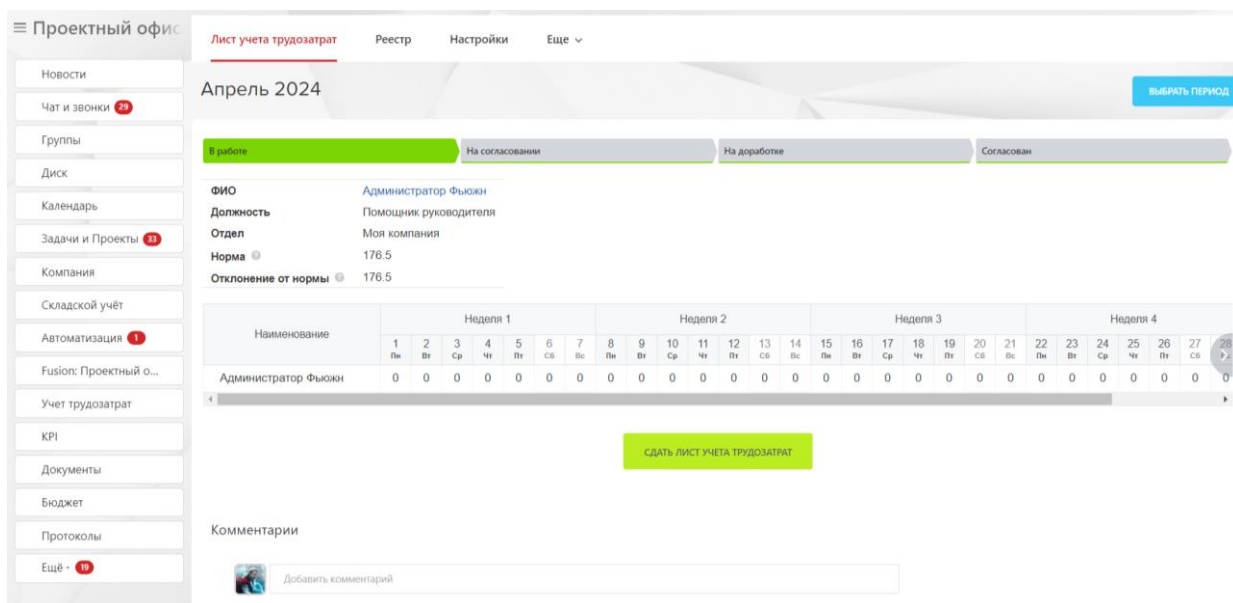 Проектный офис
Лист учета трудозатрат Реестр Настройки Еще
Новости
Чат и звонки 29
Группы
Диск
Календарь
Задачи и Проекты 33
Компания
Складской учёт
Автоматизация 1
Fusion: Проектный о...
Учет трудозатрат
KPI
Документы
Бюджет
Протоколы
Ещё - 19
Апрель 2024
ВЫБРАТЬ ПЕРИОД
В работе На согласовании На доработке Согласован
ФИО Администратор Фьюжн
Должность Помощник руководителя
Отдел Моя компания
Норма 176.5
Отклонение от нормы 176.5
Наименование Неделя 1 Неделя 2 Неделя 3 Неделя 4
1 2 3 4 5 6 7 8 9 10 11 12 13 14 15 16 17 18 19 20 21 22 23 24 25 26 27 28
Пн Вт Ср Чт Пт Сб Вс Пн Вт Ср Чт Пт Сб Вс Пн Вт Ср Чт Пт Сб Вс Пн Вт Ср Чт Пт Сб
Администратор Фьюжн 0 0 0 0 0 0 0 0 0 0 0 0 0 0 0 0 0 0 0 0 0 0 0 0 0 0 0 0
СДАТЬ ЛИСТ УЧЕТА ТРУДОЗАТРАТ
Комментарии
Добавить комментарий